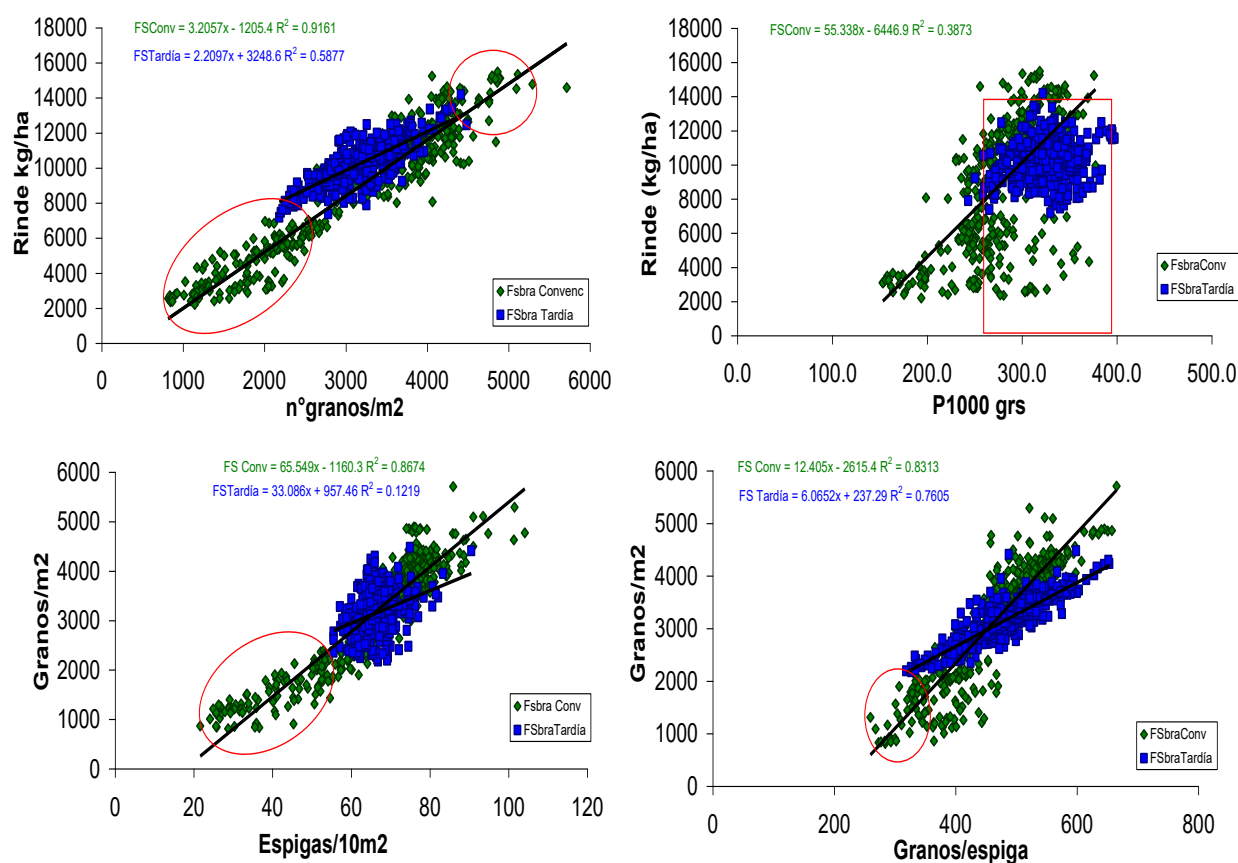 FSConv = 3.2057x - 1205.4 R² = 0.9161
FSTardía = 2.2097x + 3248.6 R² = 0.5877
18000
16000
14000
12000
10000
8000
6000
4000
2000
0
Rinde kg/ha
Fsbra Convenc
FSbra Tardía
0 1000 2000 3000 4000 5000 6000
n°granos/m2
FSConv = 55.338x - 6446.9 R² = 0.3873
18000
16000
14000
12000
10000
8000
6000
4000
2000
0
Rinde (kg/ha)
FsbraConv
FSbraTardía
0.0 100.0 200.0 300.0 400.0 500.0
P1000 grs
FS Conv = 65.549x - 1160.3 R² = 0.8674
FSTardía = 33.086x + 957.46 R² = 0.1219
6000
5000
4000
3000
2000
1000
0
Granos/m2
Fsbra Conv
FSbraTardía
0 20 40 60 80 100 120
Espigas/10m2
FS Conv = 12.405x - 2615.4 R² = 0.8313
FS Tardía = 6.0652x + 237.29 R² = 0.7605
6000
5000
4000
3000
2000
1000
0
Granos/m2
FSbraConv
FSbraTardía
0 200 400 600 800
Granos/espiga